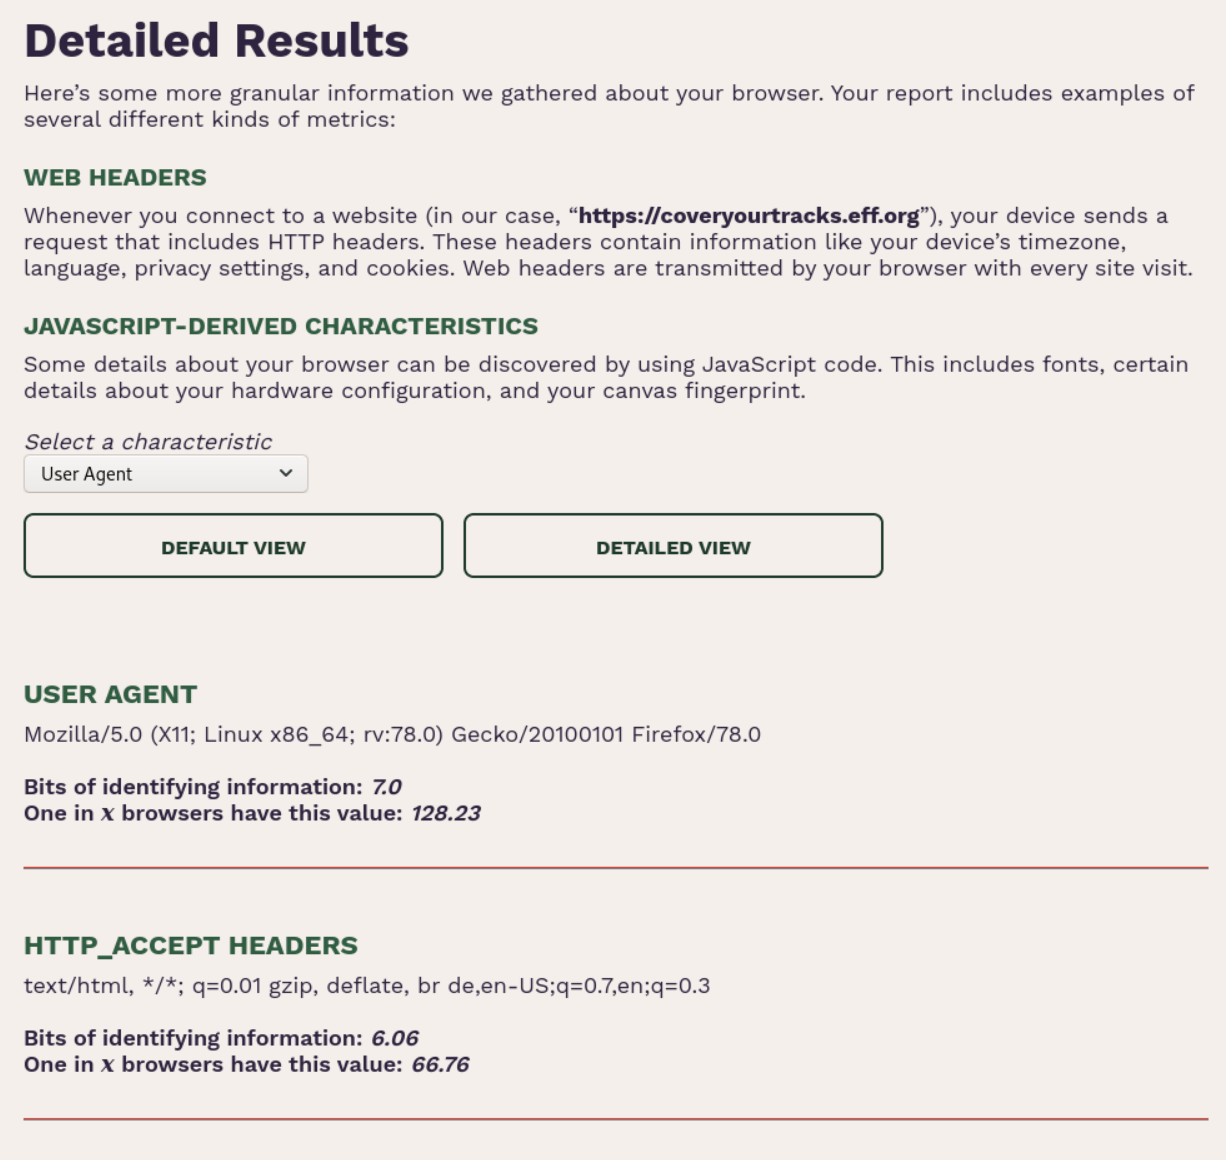 Detailed Results
Here’s some more granular information we gathered about your browser. Your report includes examples of
several different kinds of metrics:
WEB HEADERS
Whenever you connect to a website (in our case, “https://coveryourtracks.eff.org”), your device sends a
request that includes HTTP headers. These headers contain information like your device’s timezone,
language, privacy settings, and cookies. Web headers are transmitted by your browser with every site visit.
JAVASCRIPT-DERIVED CHARACTERISTICS
Some details about your browser can be discovered by using JavaScript code. This includes fonts, certain
details about your hardware configuration, and your canvas fingerprint.
Select a characteristic
User Agent
DEFAULT VIEW
DETAILED VIEW
USER AGENT
Mozilla/5.0 (X11; Linux x86_64; rv:78.0) Gecko/20100101 Firefox/78.0
Bits of identifying information: 7.0
One in x browsers have this value: 128.23
HTTP_ACCEPT HEADERS
text/html, */*; q=0.01 gzip, deflate, br de,en-US;q=0.7,en;q=0.3
Bits of identifying information: 6.06
One in x browsers have this value: 66.76